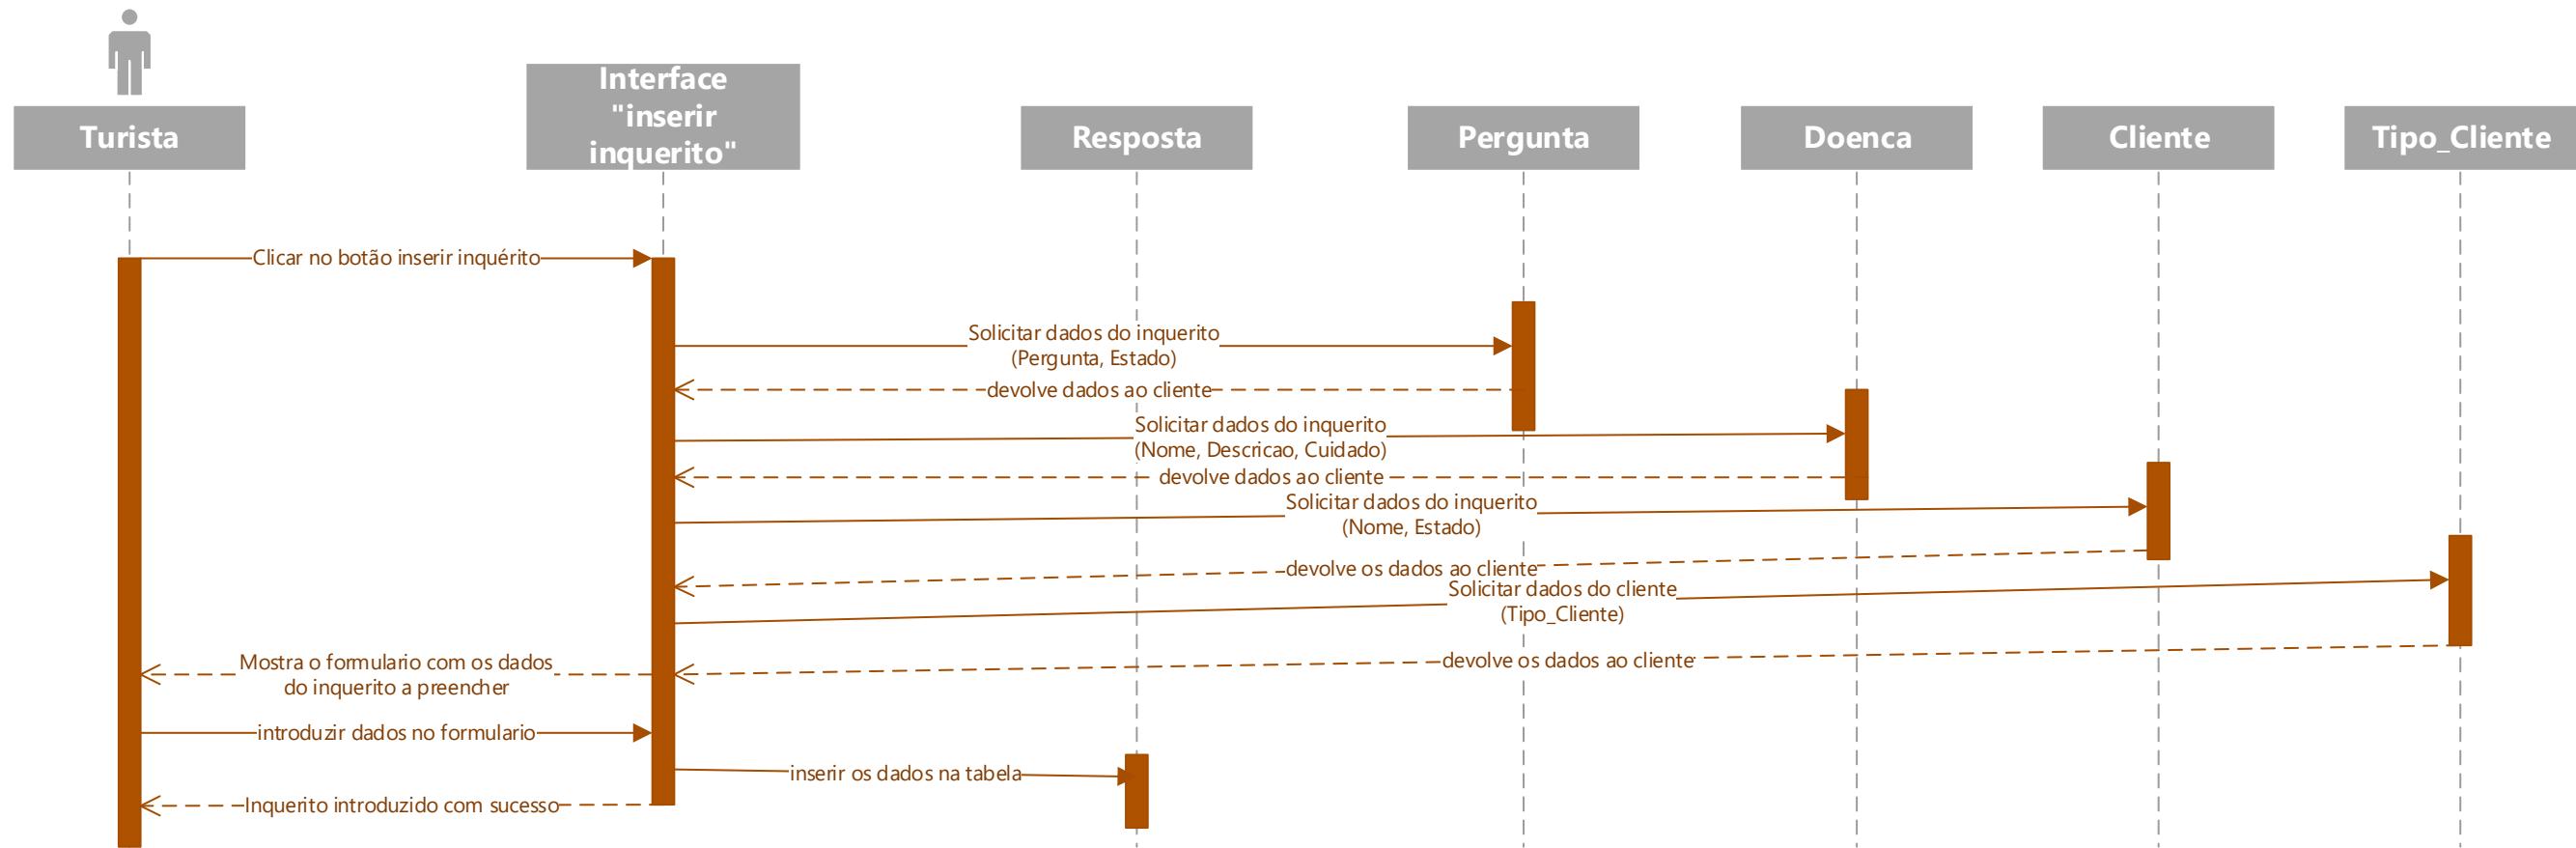 Turista
Interface
"inserir
inquerito"
Resposta
Pergunta
Doenca
Cliente
Tipo_Cliente
Clicar no botão inserir inquérito
Solicitar dados do inquerito
(Pergunta, Estado)
devolve dados ao cliente
Solicitar dados do inquerito
(Nome, Descricao, Cuidado)
devolve dados ao cliente
Solicitar dados do inquerito
(Nome, Estado)
devolve os dados ao cliente
Solicitar dados do cliente
(Tipo_Cliente)
devolve os dados ao cliente
Mostra o formulario com os dados
do inquerito a preencher
introduzir dados no formulario
inserir os dados na tabela
Inquerito introduzido com sucesso